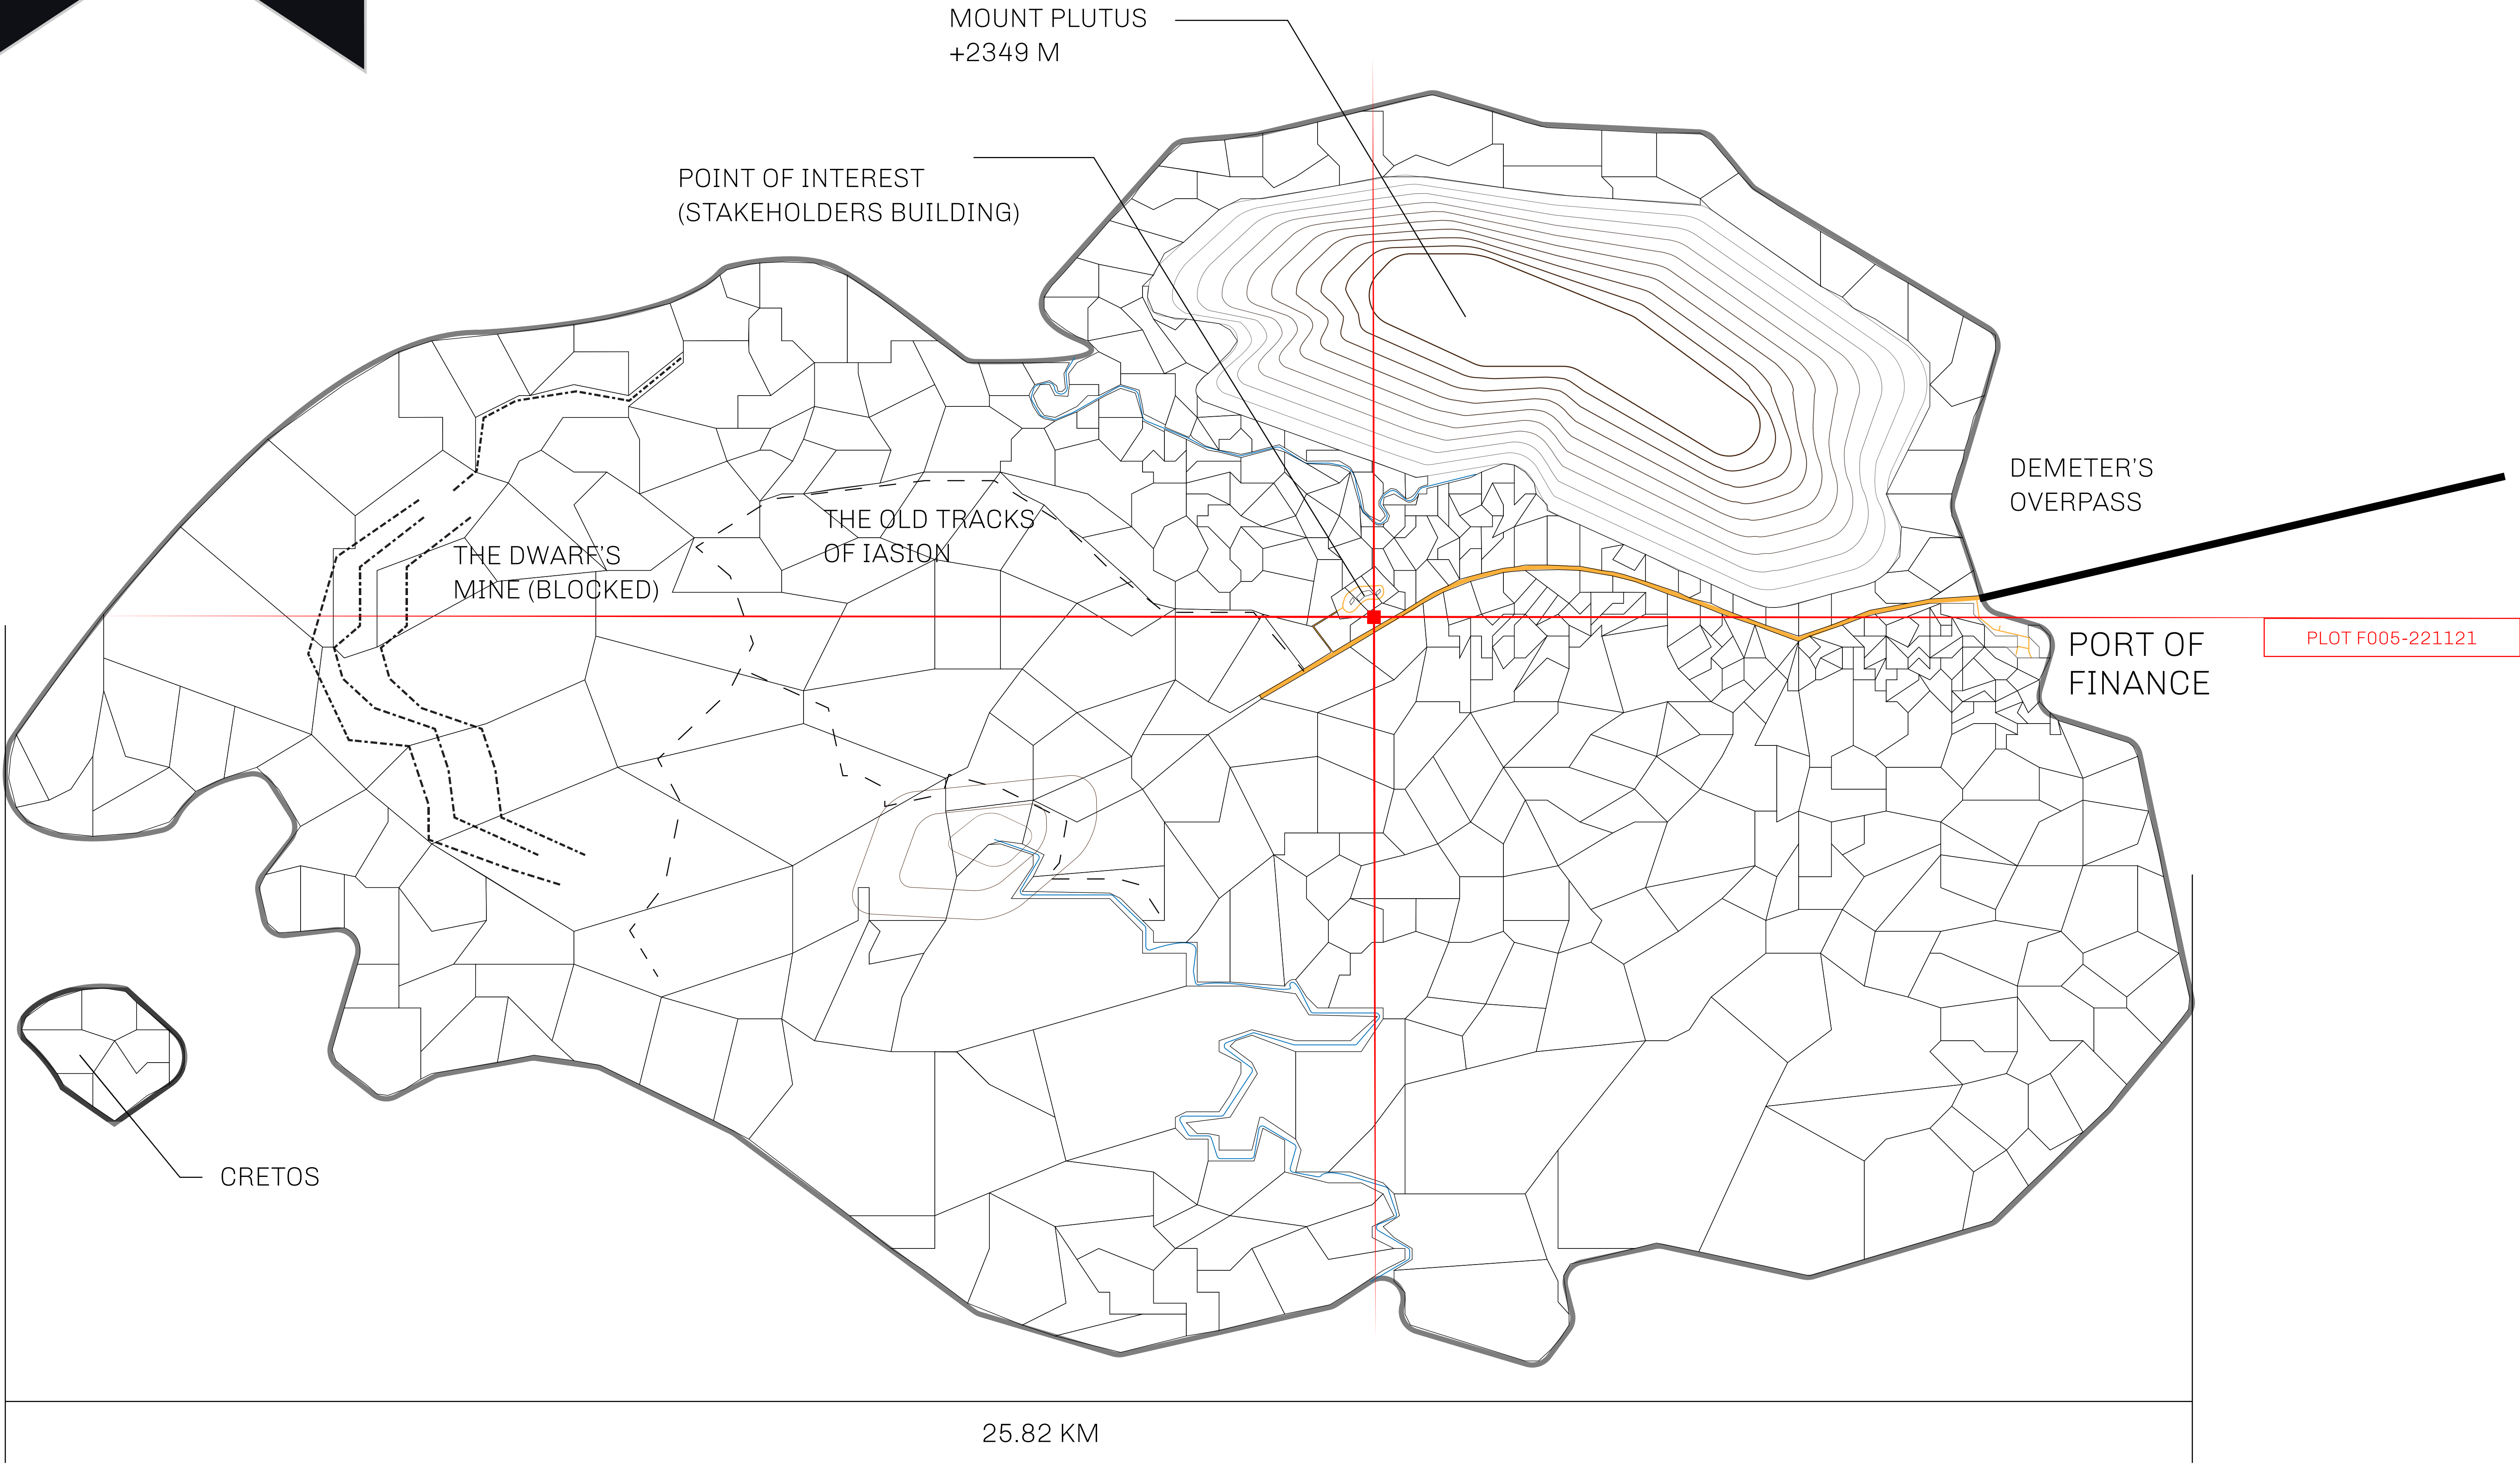 MOUNT PLUTUS
+2349 M
POINT OF INTEREST
(STAKEHOLDERS BUILDING)
DEMETER'S
OVERPASS
THE OLD TRACKS
OF IASION
THE DWARF'S
MINE (BLOCKED)
PORT OF
FINANCE
PLOT F005-221121
CRETOS
25.82 KM